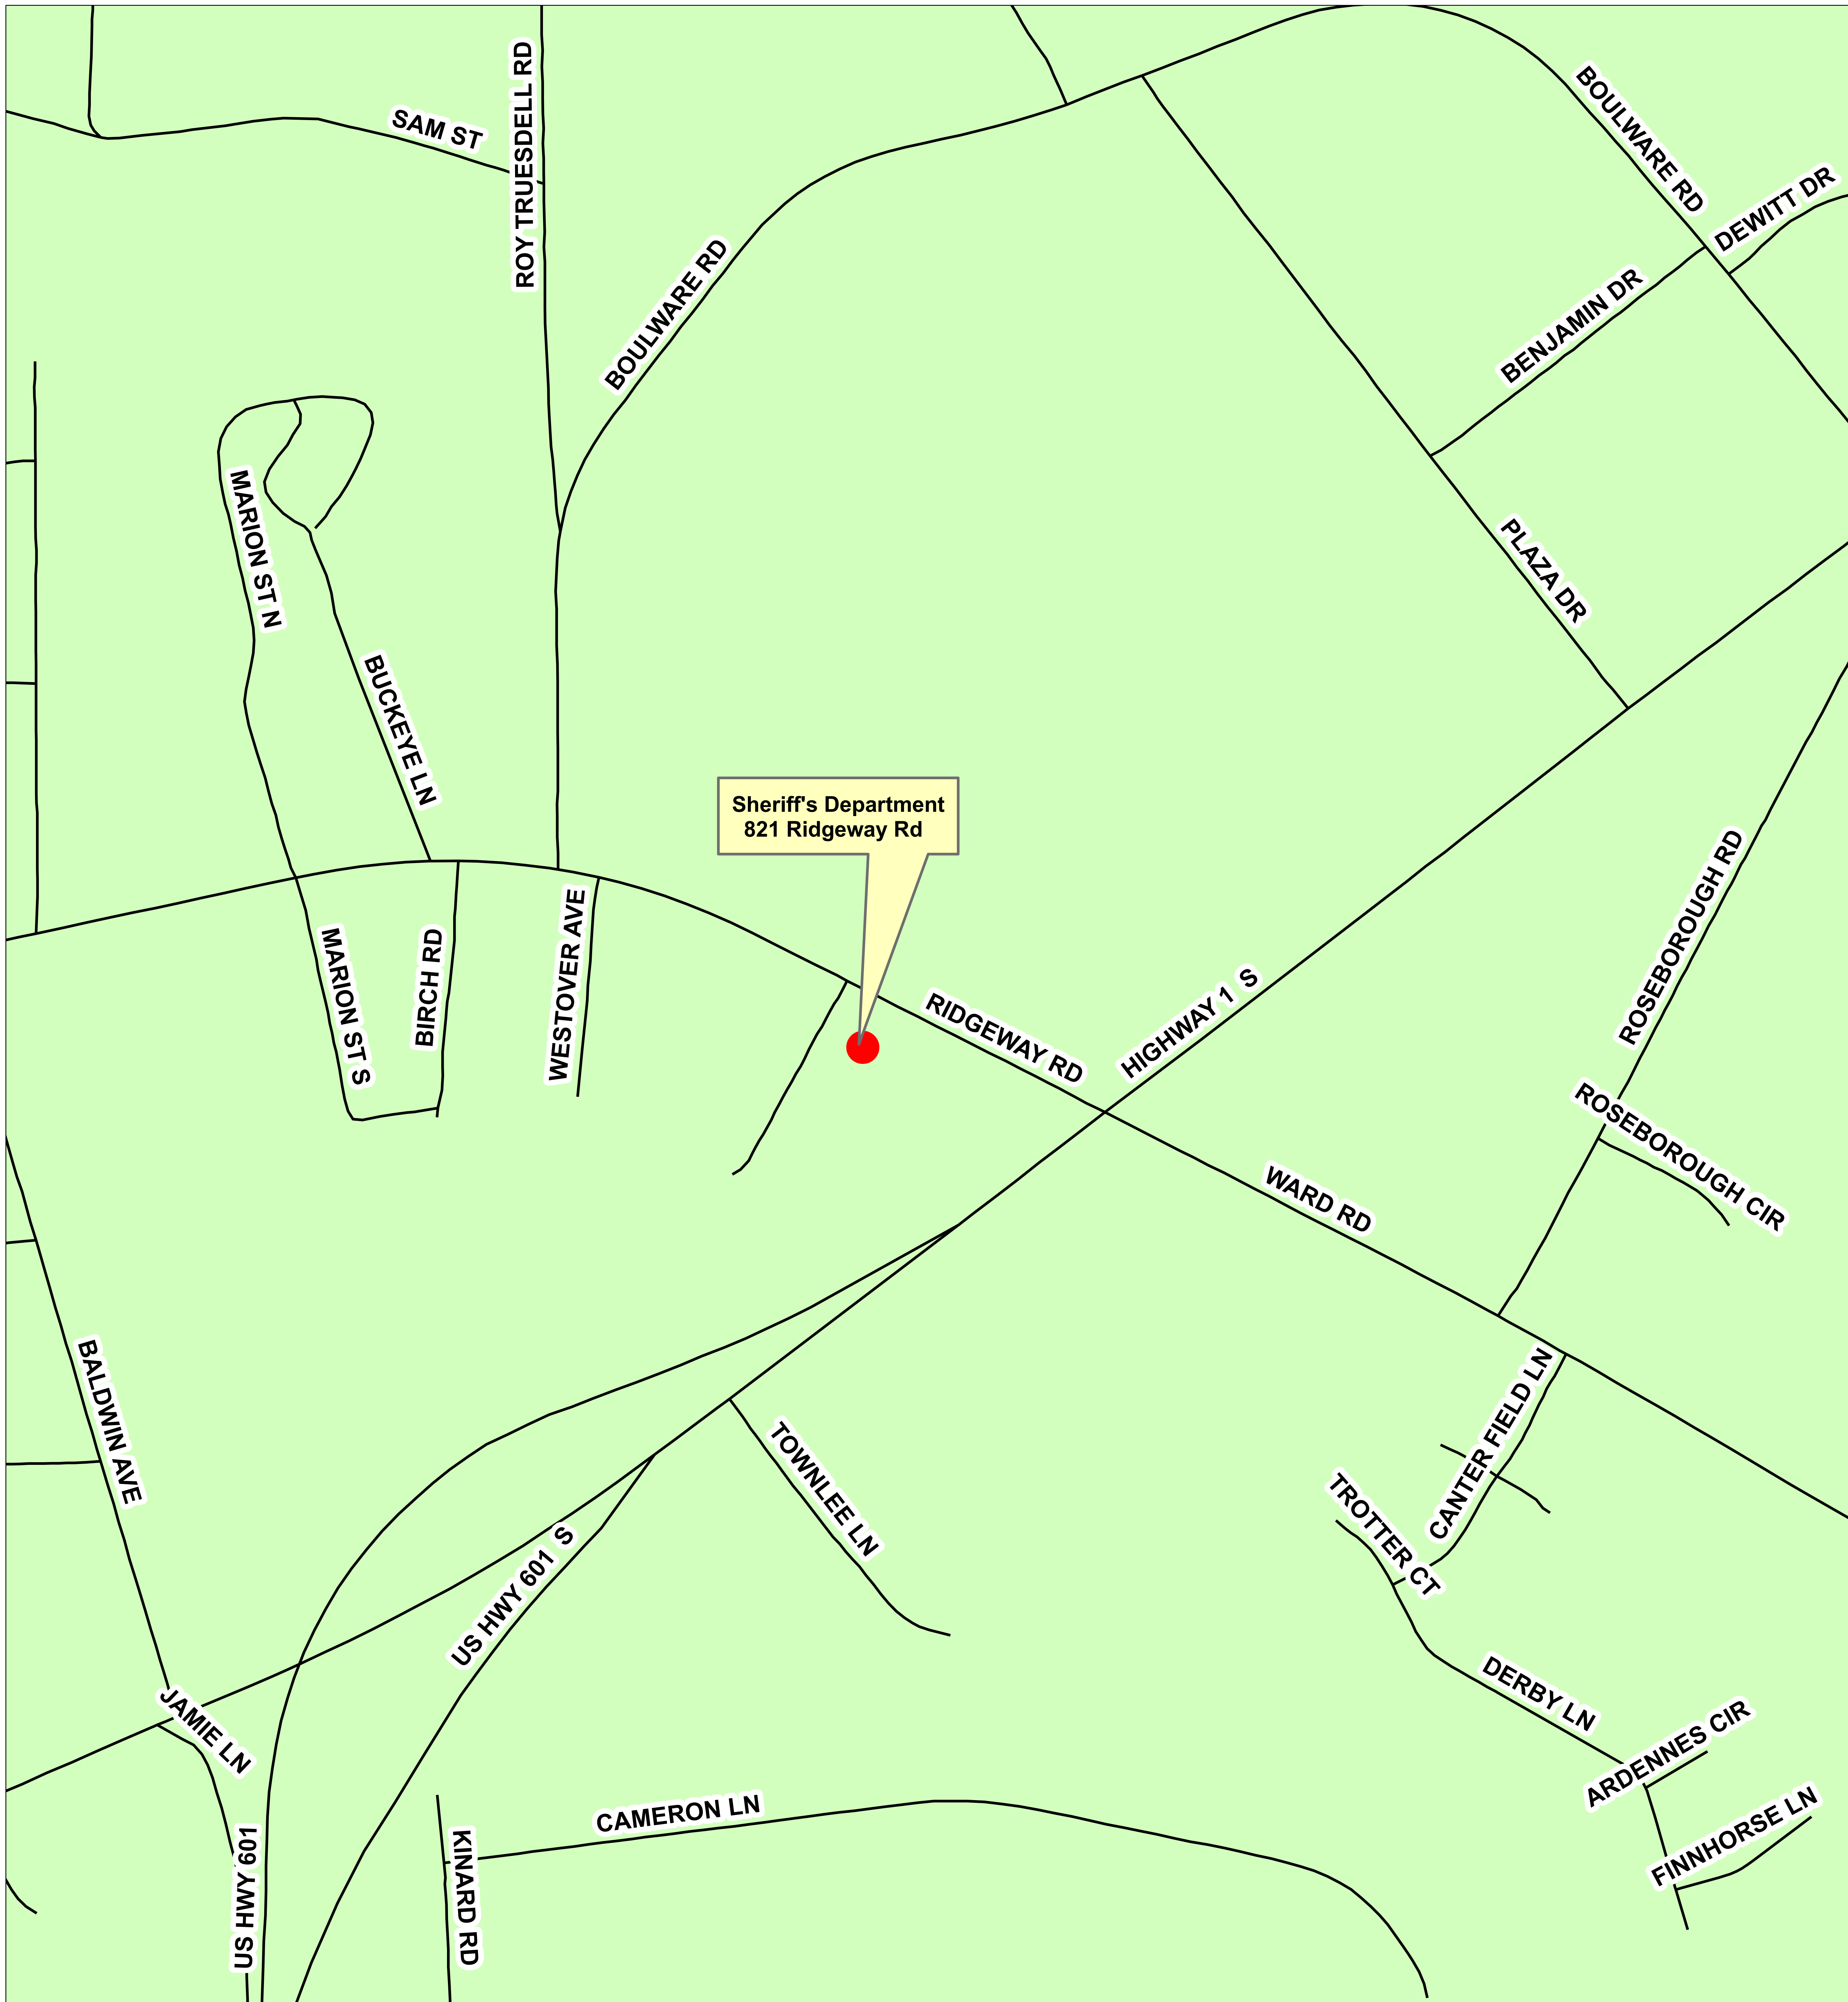 ROY TRUESDELL RD
SAM ST
BOULWARE RD
DEWITT DR
BOULWARE RD
BENJAMIN DR
MARION ST N
PLAZA DR
BUCKEYE LN
Sheriff's Department
821 Ridgeway Rd
ROSEBOROUGH RD
WESTOVER AVE
MARION ST S
BIRCH RD
RIDGEWAY RD
HIGHWAY 1 S
ROSEBOROUGH CIR
WARD RD
BALDWIN AVE
CANTER FIELD LN
TOWNLEE LN
TROTTER CT
US HWY 601 S
DERBY LN
JAMIE LN
ARDENNES CIR
CAMERON LN
FINNHORSE LN
US HWY 601
KINARD RD